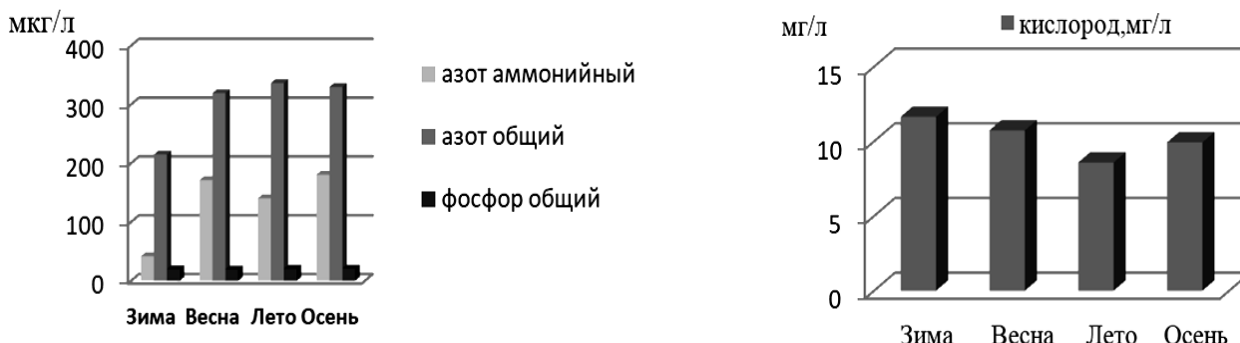 мкг/л
400
300
200
100
0
Зима Весна Лето Осень
азот аммонийный
азот общий
фосфор общий
мг/л
кислород,мг/л
15
10
5
0
Зима Весна Лето Осень